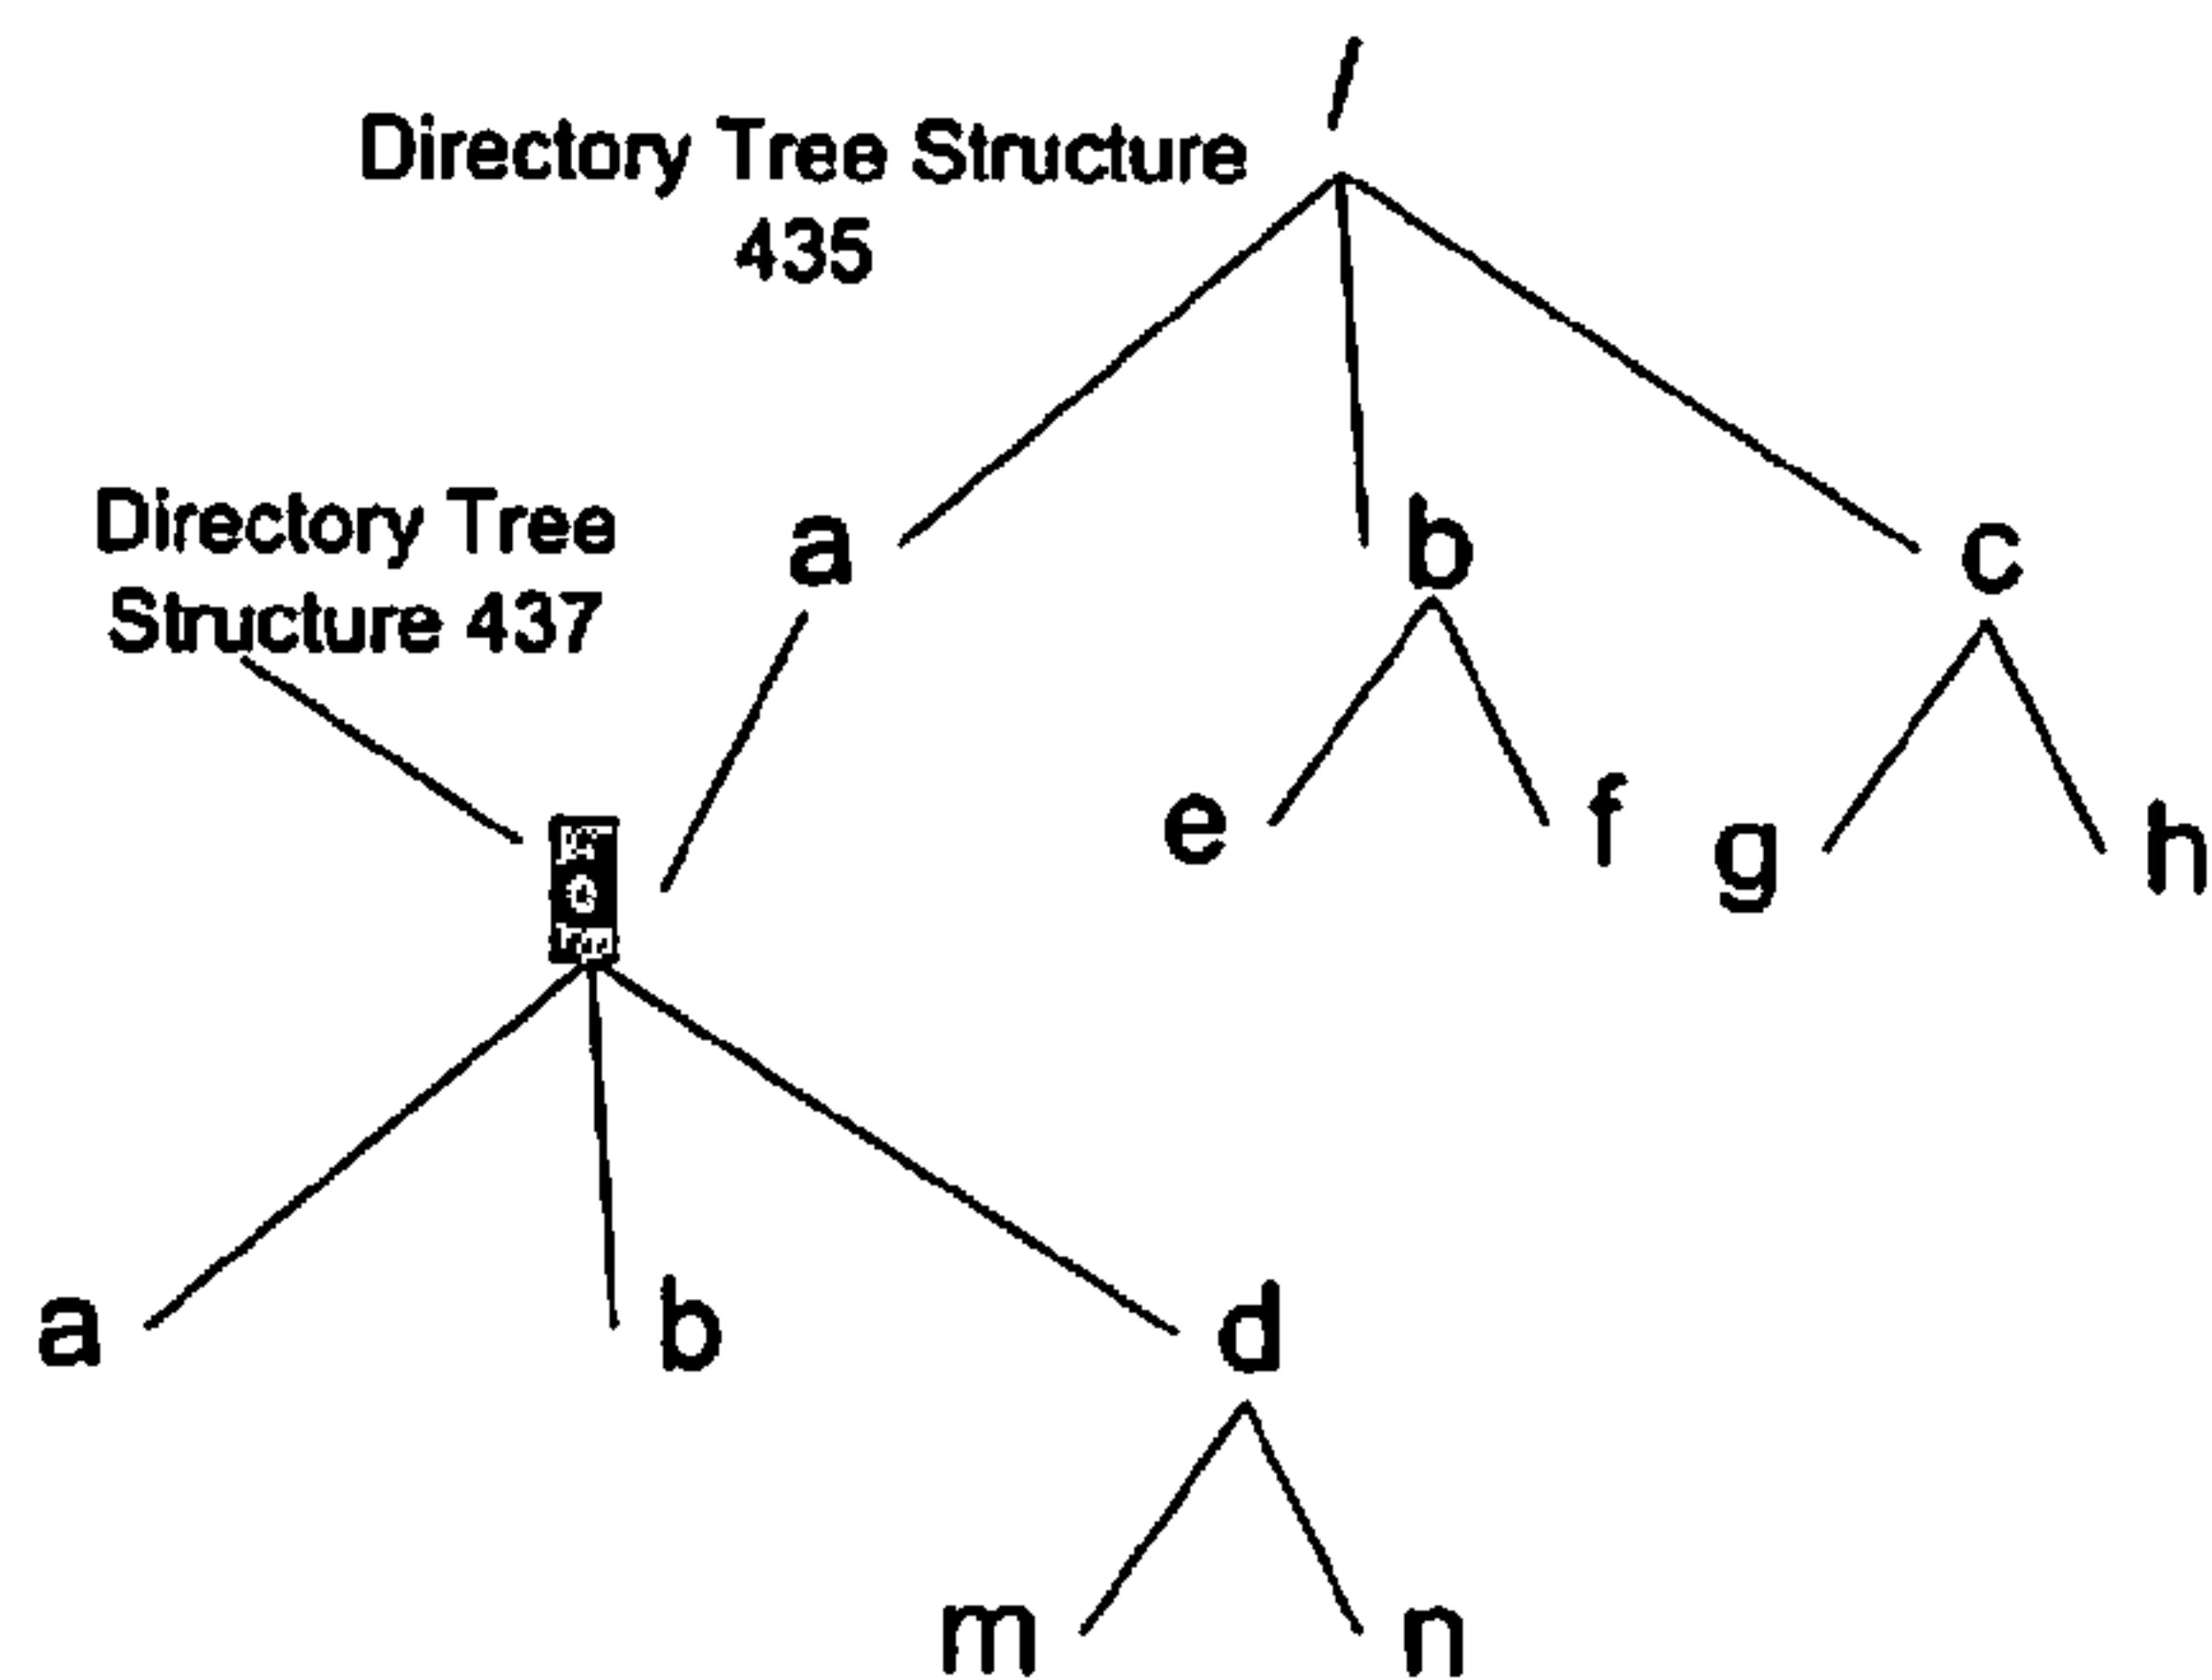 /
Directory Tree Structure
435
Directory Tree
Structure 437
a b c
e f g h
a b d
m n